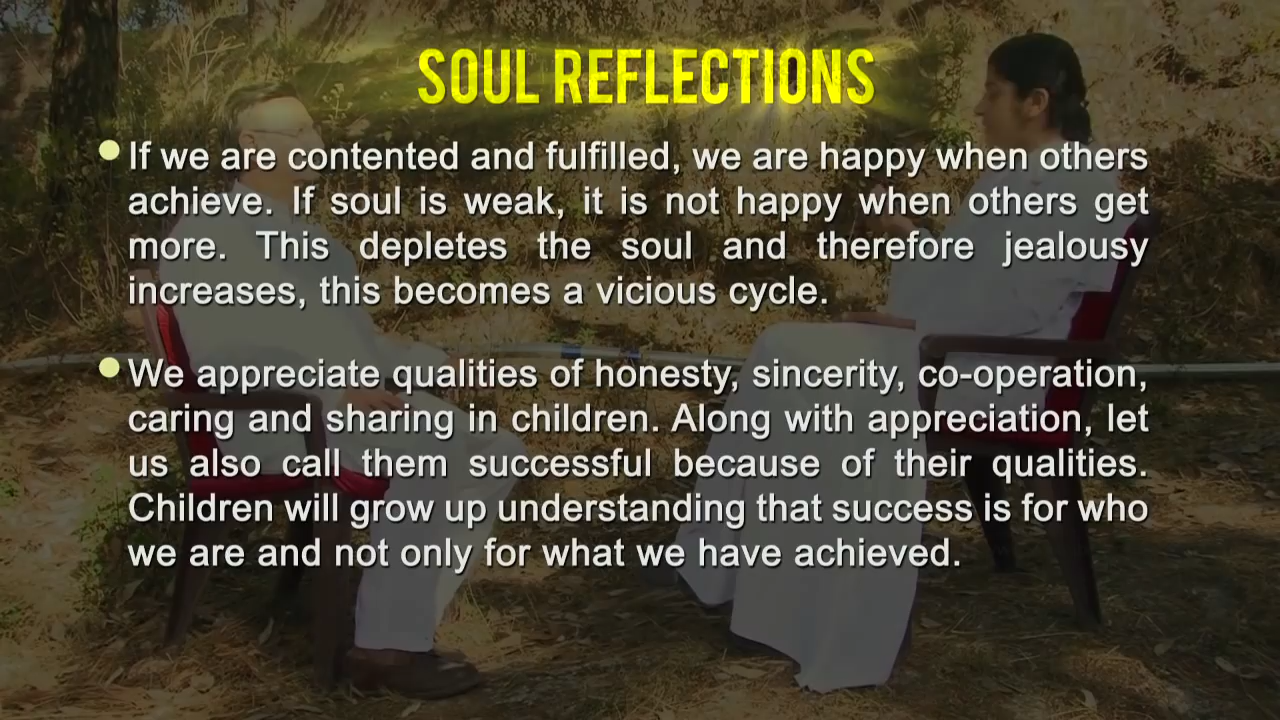 SOUL REFLECTIONS
If we are contented and fulfilled, we are happy when others
achieve. If soul is weak, it is not happy when others get
more. This depletes the soul and therefore jealousy
increases, this becomes a vicious cycle.
We appreciate qualities of honesty, sincerity, co-operation,
caring and sharing in children. Along with appreciation, let
us also call them successful because of their qualities.
Children will grow up understanding that success is for who
we are and not only for what we have achieved.